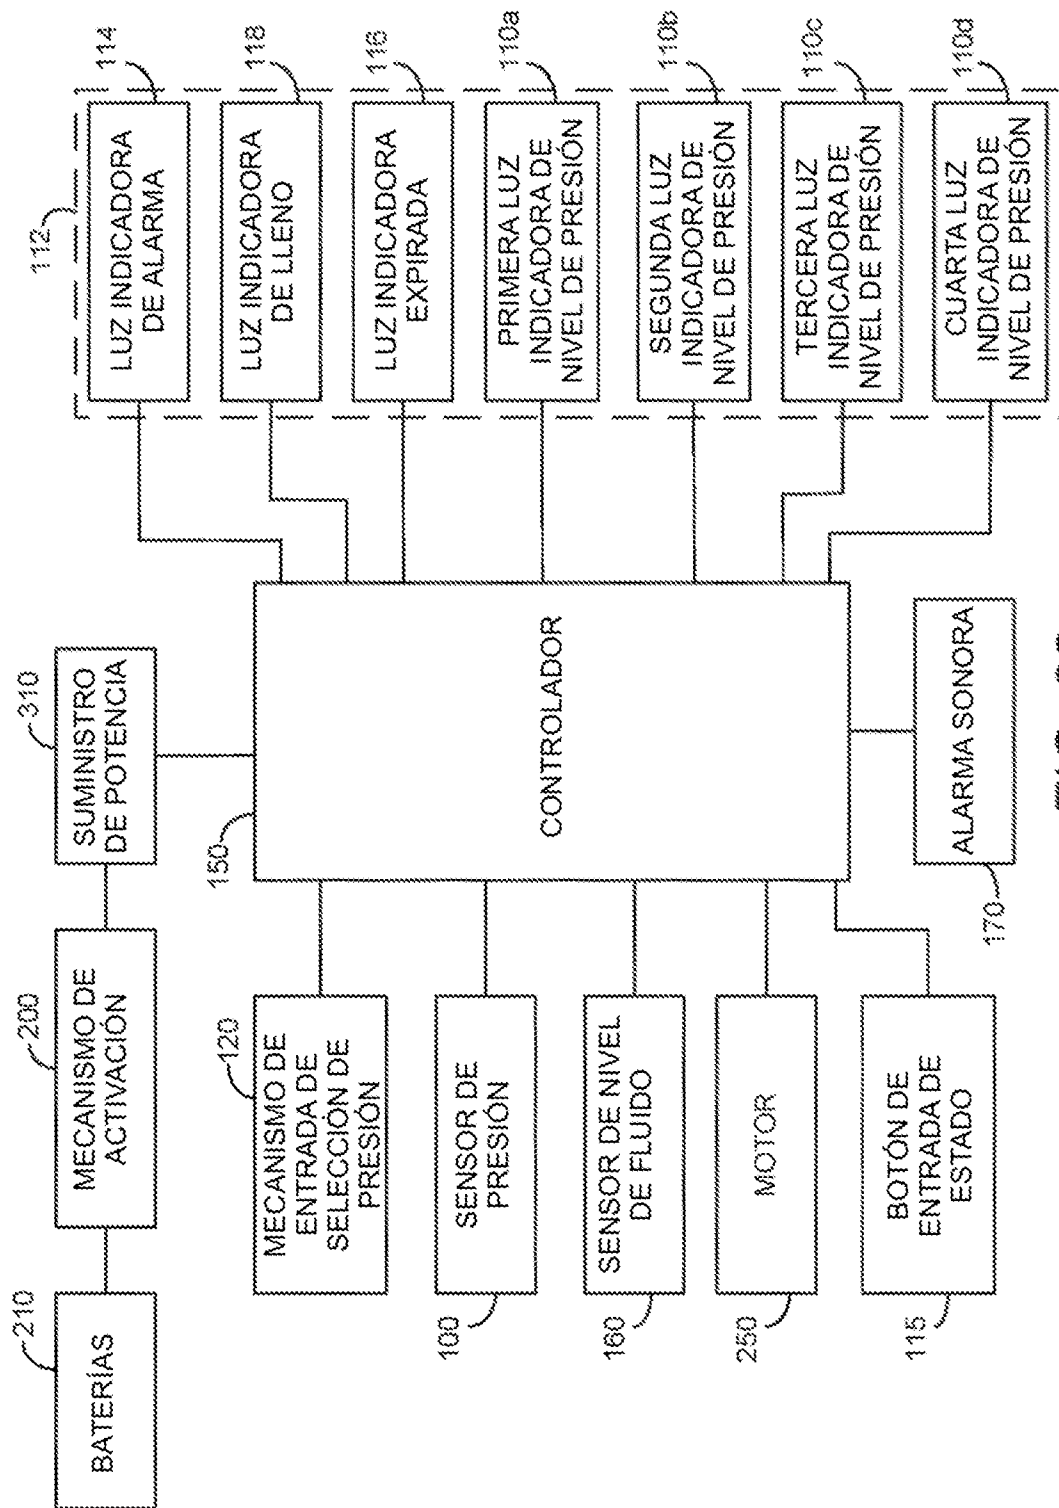 210
BATERÍAS
200
MECANISMO DE
ACTIVACIÓN
310
SUMINISTRO
DE POTENCIA
112
LUZ INDICADORA
DE ALARMA
114
LUZ INDICADORA
DE LLENO
118
LUZ INDICADORA
EXPIRADA
116
PRIMERA LUZ
INDICADORA DE
NIVEL DE PRESIÓN
110a
SEGUNDA LUZ
INDICADORA DE
NIVEL DE PRESIÓN
110b
TERCERA LUZ
INDICADORA DE
NIVEL DE PRESIÓN
110c
CUARTA LUZ
INDICADORA DE
NIVEL DE PRESIÓN
110d
120
MECANISMO DE
ENTRADA DE
SELECCIÓN DE
PRESIÓN
100
SENSOR DE
PRESIÓN
160
SENSOR DE NIVEL
DE FLUIDO
250
MOTOR
115
BOTÓN DE
ENTRADA DE
ESTADO
150
CONTROLADOR
170
ALARMA SONORA